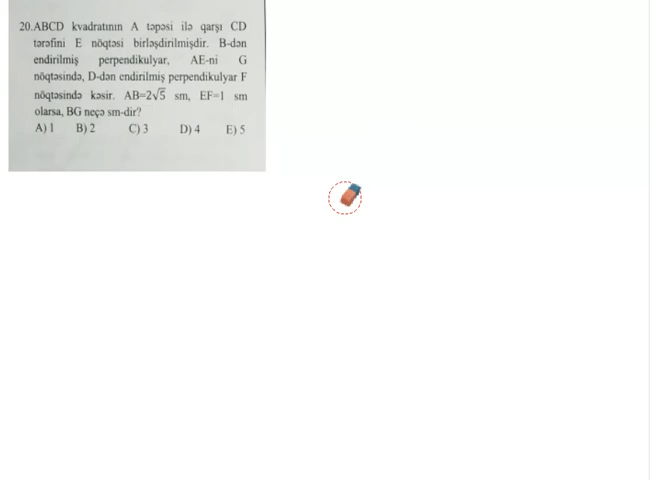 20.ABCD kvadratının A təpəsi ilə qarşı CD
tərəfini E nöqtəsi birləşdirilmişdir. B-dən
endirilmiş perpendikulyar, AE-ni G
nöqtəsində, D-dən endirilmiş perpendikulyar F
nöqtəsində kəsir. AB=2√5 sm, EF=1 sm
olarsa, BG neçə sm-dir?
A) 1 B) 2 C) 3 D) 4 E) 5